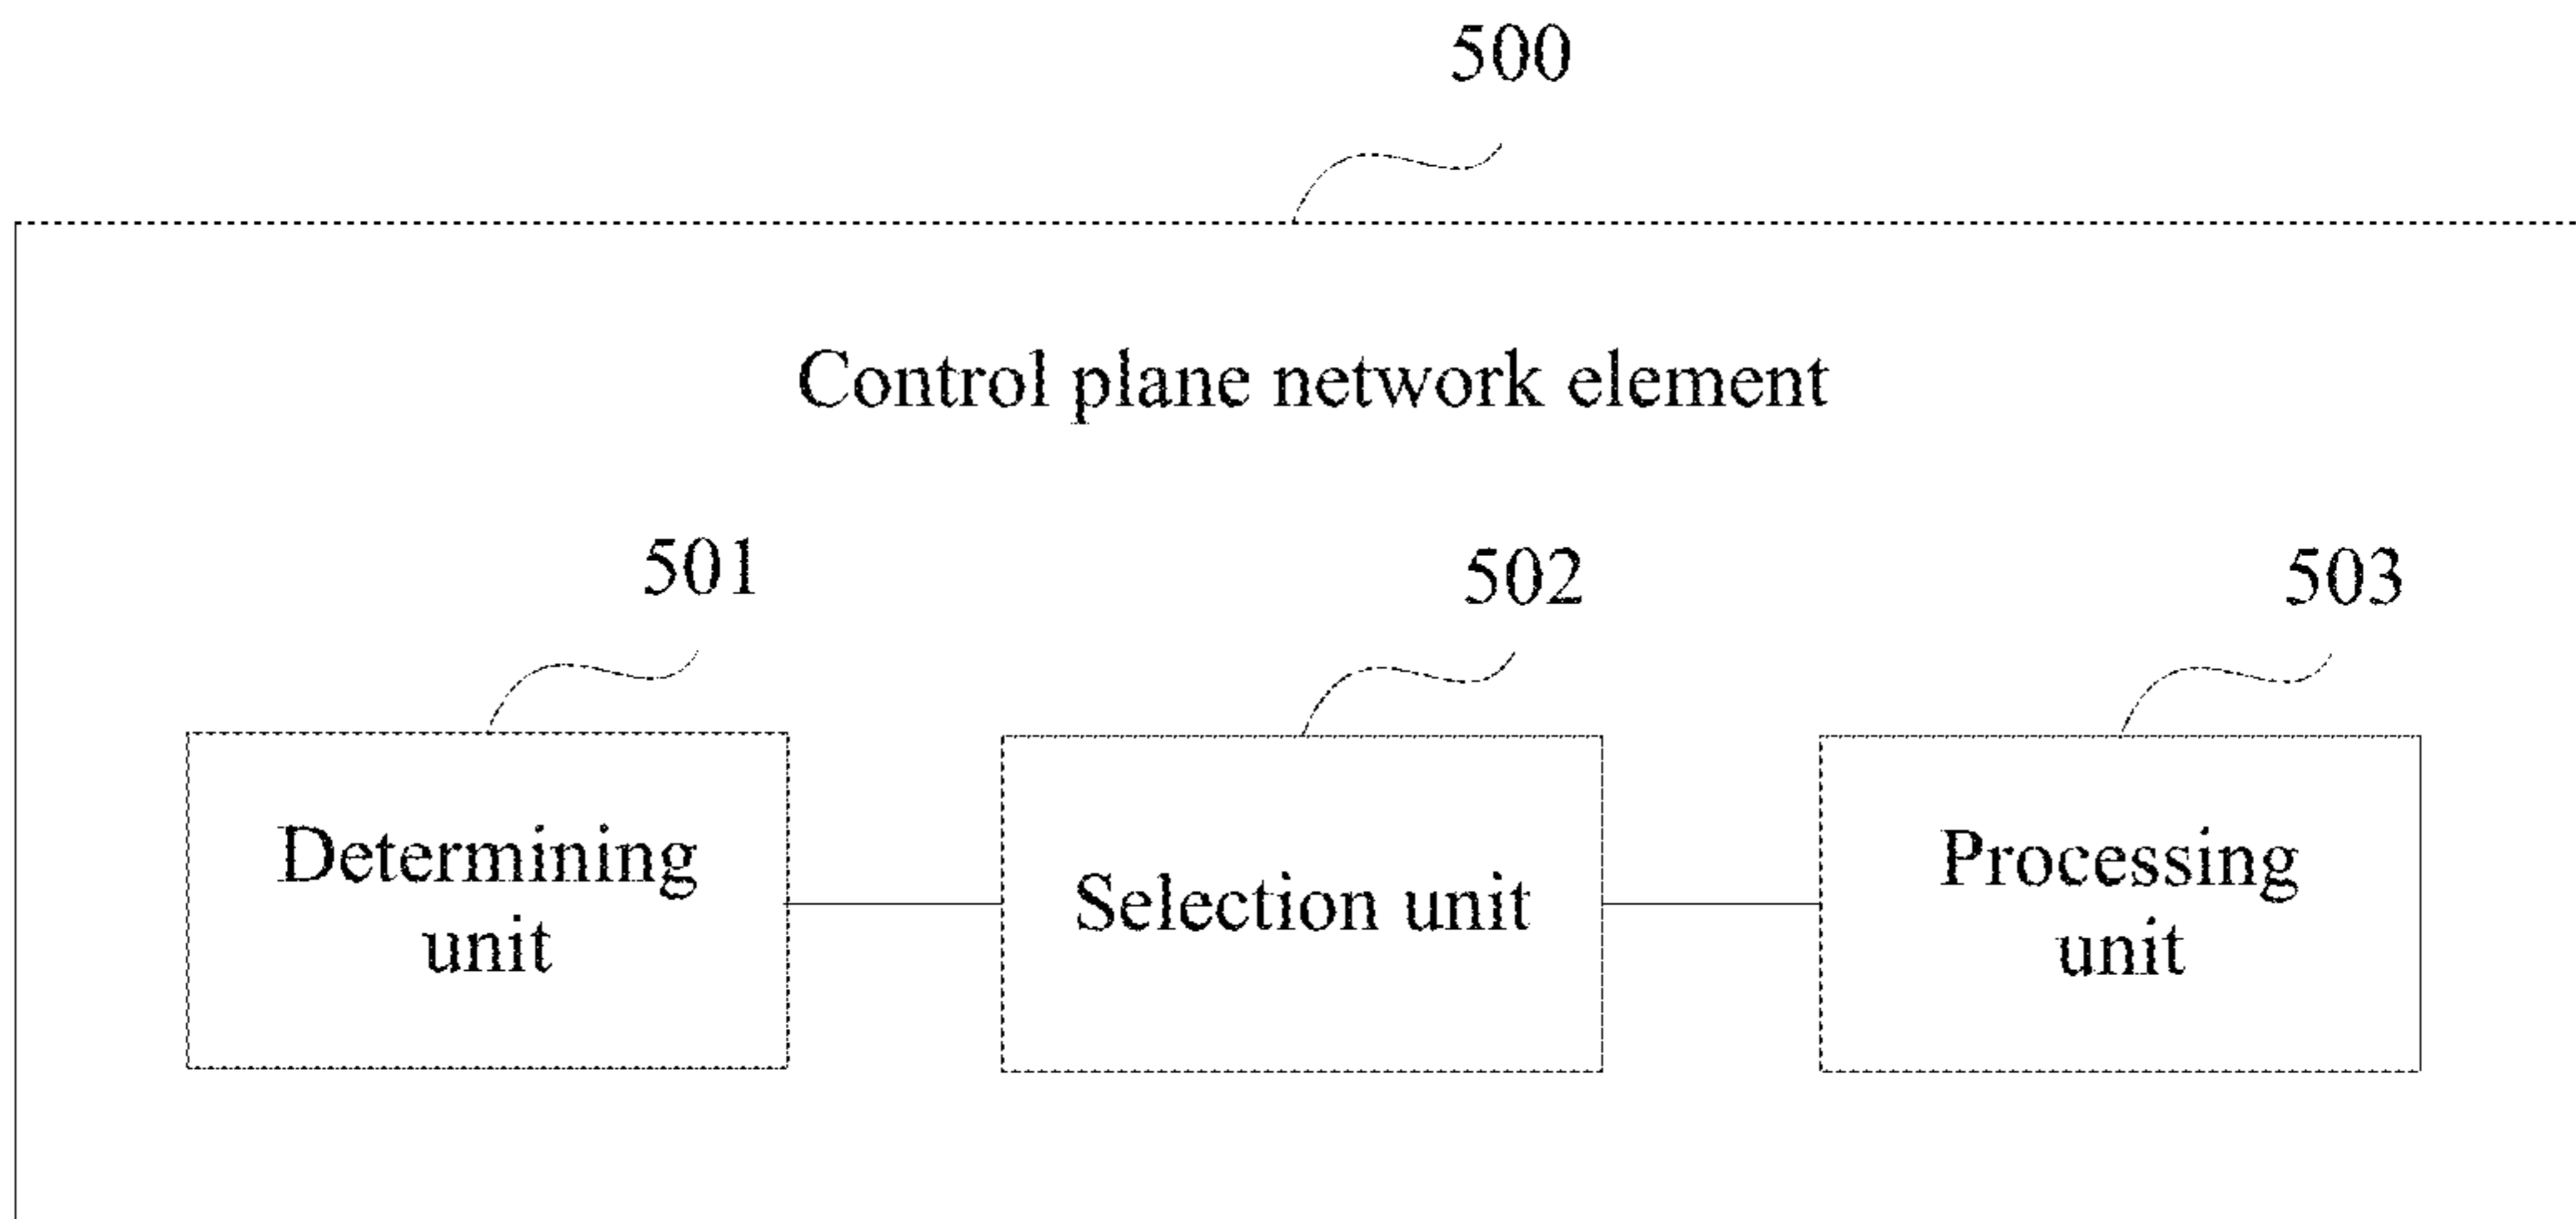 500
Control plane network element
501
502
503
Determining
unit
Selection unit
Processing
unit